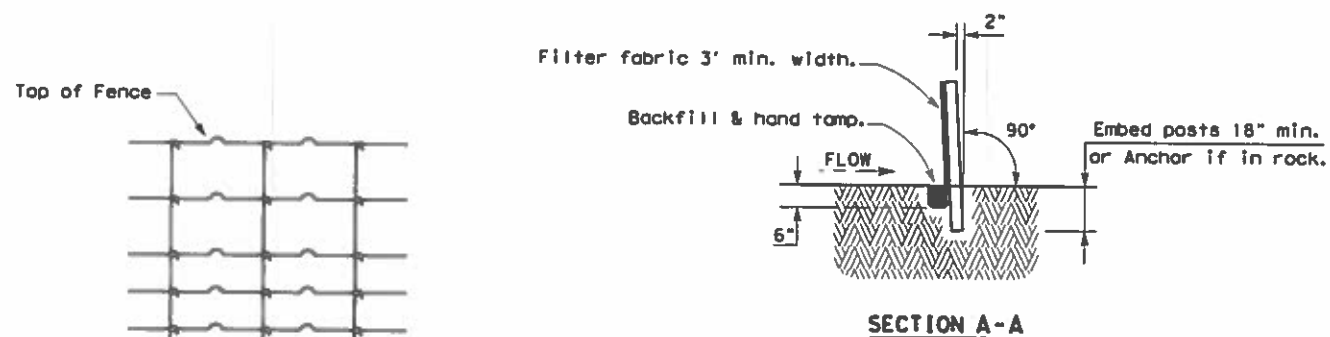 Top of Fence
2"
Filter fabric 3' min. width.
Backfill & hand tamp.
90°
Embed posts 18" min.
or Anchor if in rock.
FLOW
6"
SECTION A-A